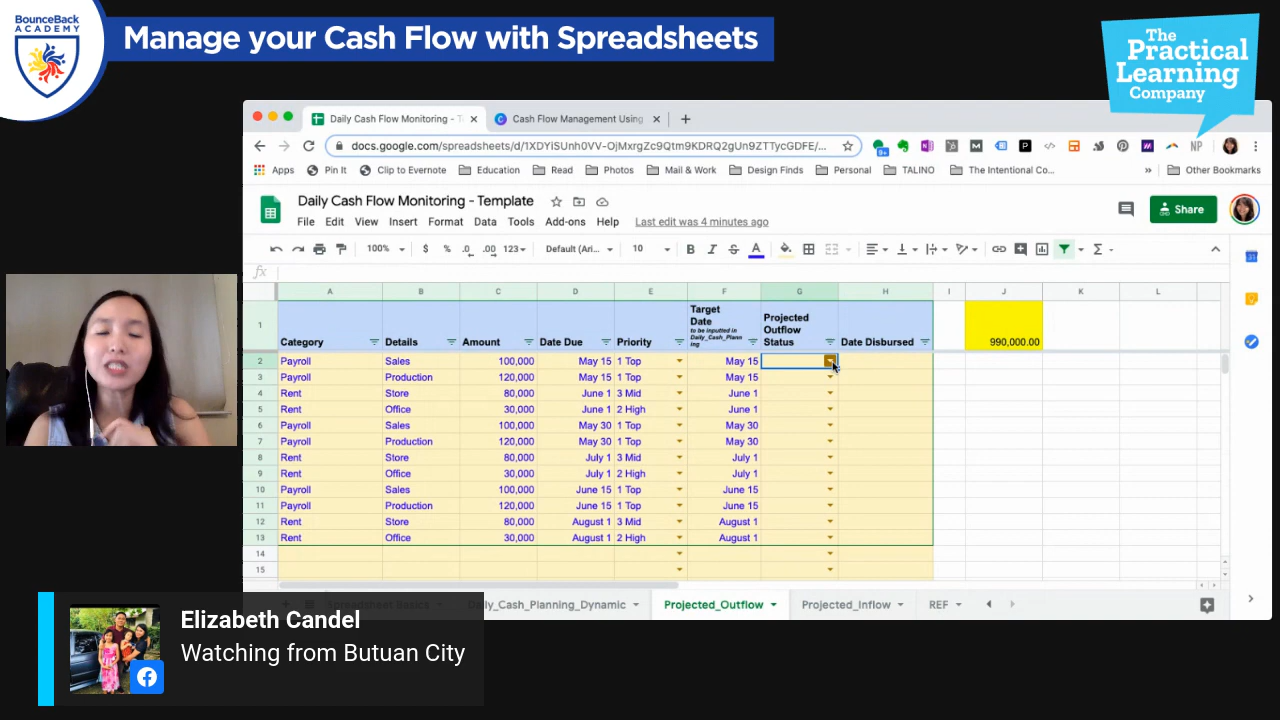 BounceBack
ACADEMY
Manage your Cash Flow with Spreadsheets
The
Practical
Learning
Company
Daily Cash Flow Monitoring - T
Cash Flow Management Using
docs.google.com/spreadsheets/d/1XDYiSUnh0VV-OjMxrgZc9Qtm9KDRQ2gUn9ZTTycGDFE/...
Apps Pin It Clip to Evernote Education Read Photos Mail & Work Design Finds Personal TALINO The Intentional Co... » Other Bookmarks
Daily Cash Flow Monitoring - Template
File Edit View Insert Format Data Tools Add-ons Help Last edit was 4 minutes ago
Share
100% $ % .0 .00 123 Default (Ari... 10 B I S A
fx
A B C D E F G H I J K L
1 Category Details Amount Date Due Priority Target Date to be inputted in Daily_Cash_Planning Projected Outflow Status Date Disbursed 990,000.00
2 Payroll Sales 100,000 May 15 1 Top May 15
3 Payroll Production 120,000 May 15 1 Top May 15
4 Rent Store 80,000 June 1 3 Mid June 1
5 Rent Office 30,000 June 1 2 High June 1
6 Payroll Sales 100,000 May 30 1 Top May 30
7 Payroll Production 120,000 May 30 1 Top May 30
8 Rent Store 80,000 July 1 3 Mid July 1
9 Rent Office 30,000 July 1 2 High July 1
10 Payroll Sales 100,000 June 15 1 Top June 15
11 Payroll Production 120,000 June 15 1 Top June 15
12 Rent Store 80,000 August 1 3 Mid August 1
13 Rent Office 30,000 August 1 2 High August 1
14
15
Spreadsheet Basics Daily_Cash_Planning_Dynamic Projected_Outflow Projected_Inflow REF
Elizabeth Candel
Watching from Butuan City